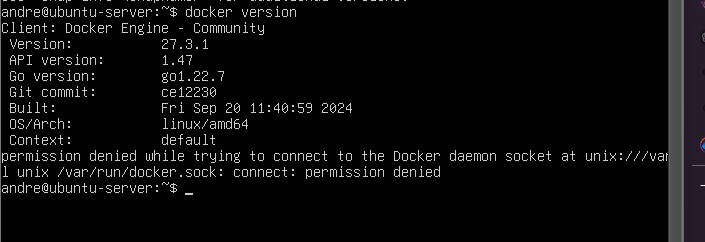 andre@ubuntu-server:~$ docker version
Client: Docker Engine - Community
Version: 27.3.1
API version: 1.47
Go version: go1.22.7
Git commit: ce12230
Built: Fri Sep 20 11:40:59 2024
OS/Arch: linux/amd64
Context: default
permission denied while trying to connect to the Docker daemon socket at unix:///var
l unix /var/run/docker.sock: connect: permission denied
andre@ubuntu-server:~$ _